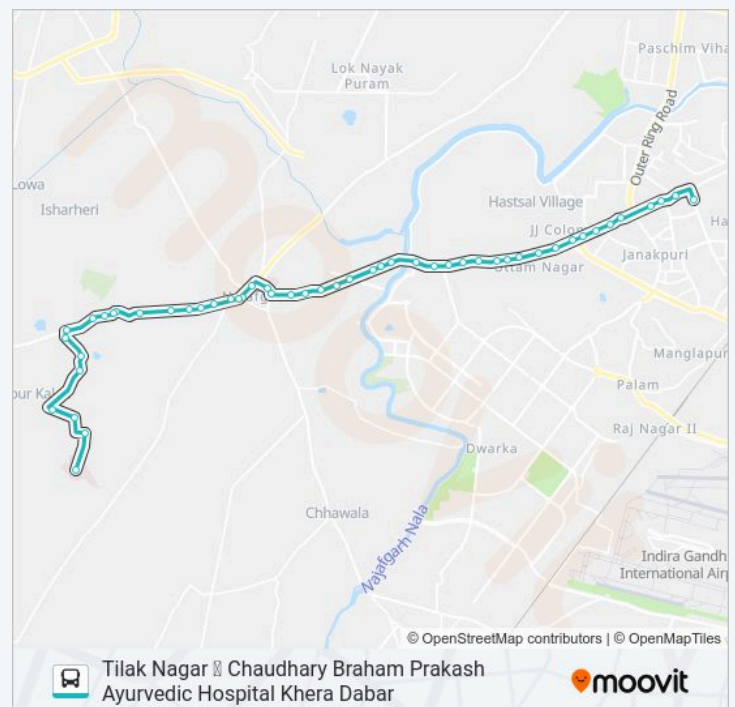 Paschim Viha
Lok Nayak
Puram
Outer Ring Road
Lowa
Isharheri
Hastsal Village
JJ Colon
Janakpuri
Uttam Nagar
Najafg
Manglapur
pur Kal
Palam
Raj Nagar II
Dwarka
Chhawala
Najafgarh Nala
Indira Gandh
International Airp
© OpenStreetMap contributors | © OpenMapTiles
Tilak Nagar Chaudhary Braham Prakash
Ayurvedic Hospital Khera Dabar
moovit